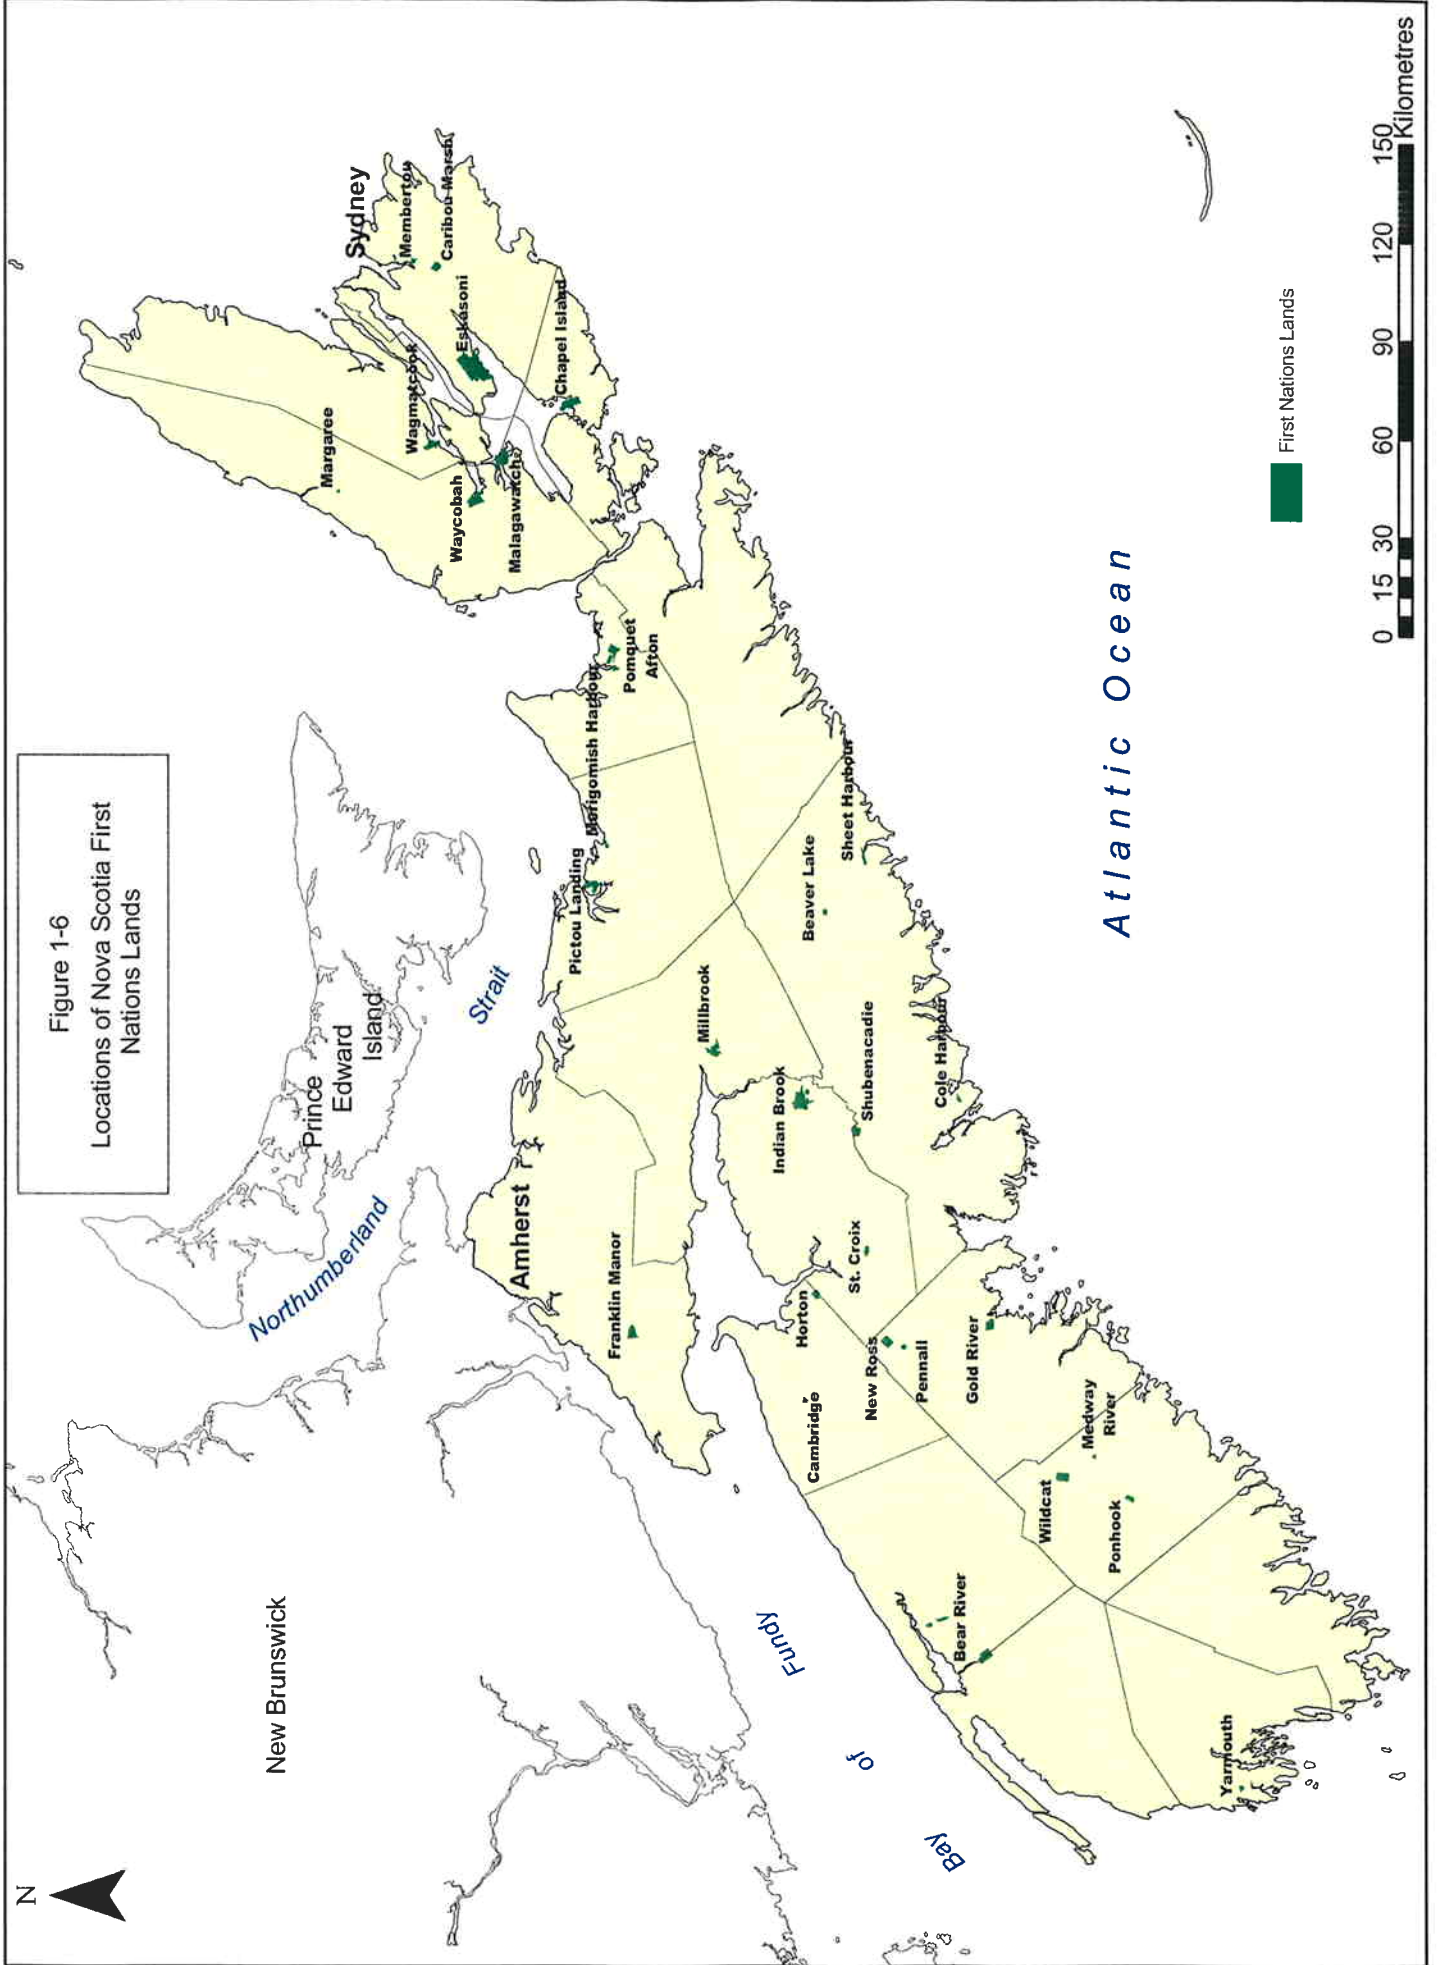 N
Figure 1-6
Locations of Nova Scotia First
Nations Lands
New Brunswick
Prince
Edward
Island
Northumberland
Strait
Bay
of
Fundy
Atlantic Ocean
Sydney
Membertou
Caribou Marsh
Eskasoni
Chapel Island
Wagmatcook
Margaree
Waycobah
Malagawatch
Pomquet
Afton
Merigomish Harbour
Pictou Landing
Amherst
Franklin Manor
Millbrook
Beaver Lake
Sheet Harbour
Indian Brook
Shubenacadie
Cole Harbour
St. Croix
Horton
Cambridge
New Ross
Pennall
Gold River
Medway
River
Wildcat
Ponhook
Bear River
Yarmouth
First Nations Lands
0 15 30 60 90 120 150
Kilometres